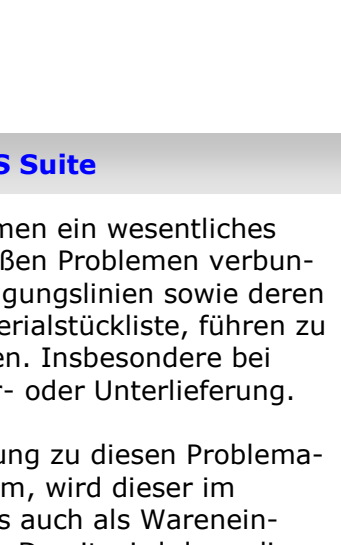 S Suite
men ein wesentliches
ßen Problemen verbun-
gungslinien sowie deren
erialstückliste, führen zu
en. Insbesondere bei
r- oder Unterlieferung.
ung zu diesen Problema-
m, wird dieser im
s auch als Warenein-